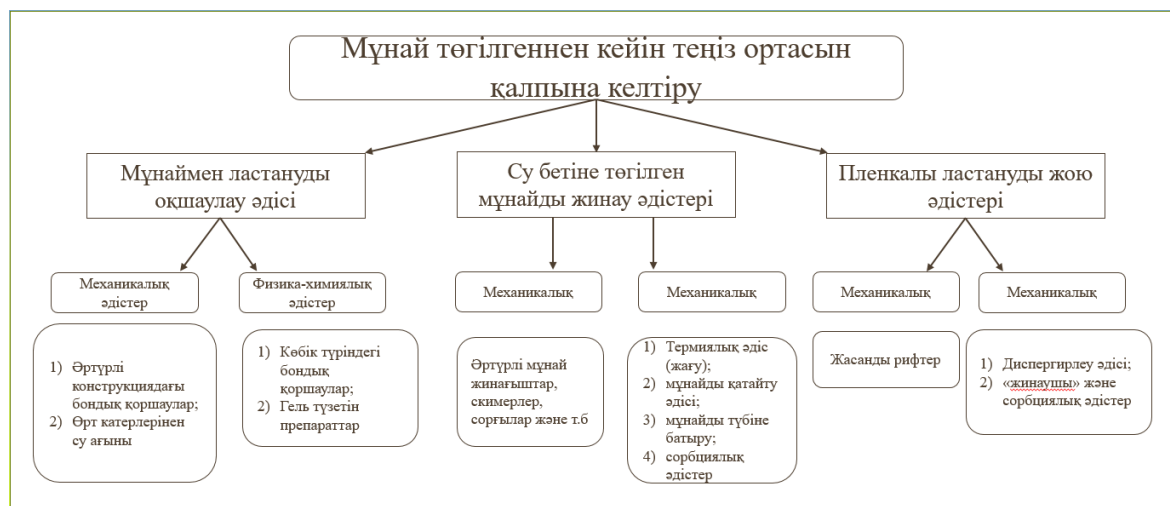 Мұнай төгілгеннен кейін теңіз ортасын
қалпына келтіру
Мұнаймен ластануды
оқшаулау әдісі
Су бетіне төгілген
мұнайды жинау әдістері
Пленкалы ластануды жою
әдістері
Механикалық
әдістер
Физика-химиялық
әдістер
Механикалық
Механикалық
Механикалық
Механикалық
1) Әртүрлі
конструкциядағы
бондық қоршаулар;
2) Өрт катерлерінен
су ағыны
1) Көбік түріндегі
бондық
қоршаулар;
2) Гель түзетін
препараттар
Әртүрлі мұнай
жинағыштар,
скимерлер,
сорғылар және т.б
1) Термиялық әдіс
(жағу);
2) мұнайды қатайту
әдісі;
3) мұнайды түбіне
батыру;
4) сорбциялық
әдістер
Жасанды рифтер
1) Диспергирлеу әдісі;
2) «жинаушы» және
сорбциялық әдістер